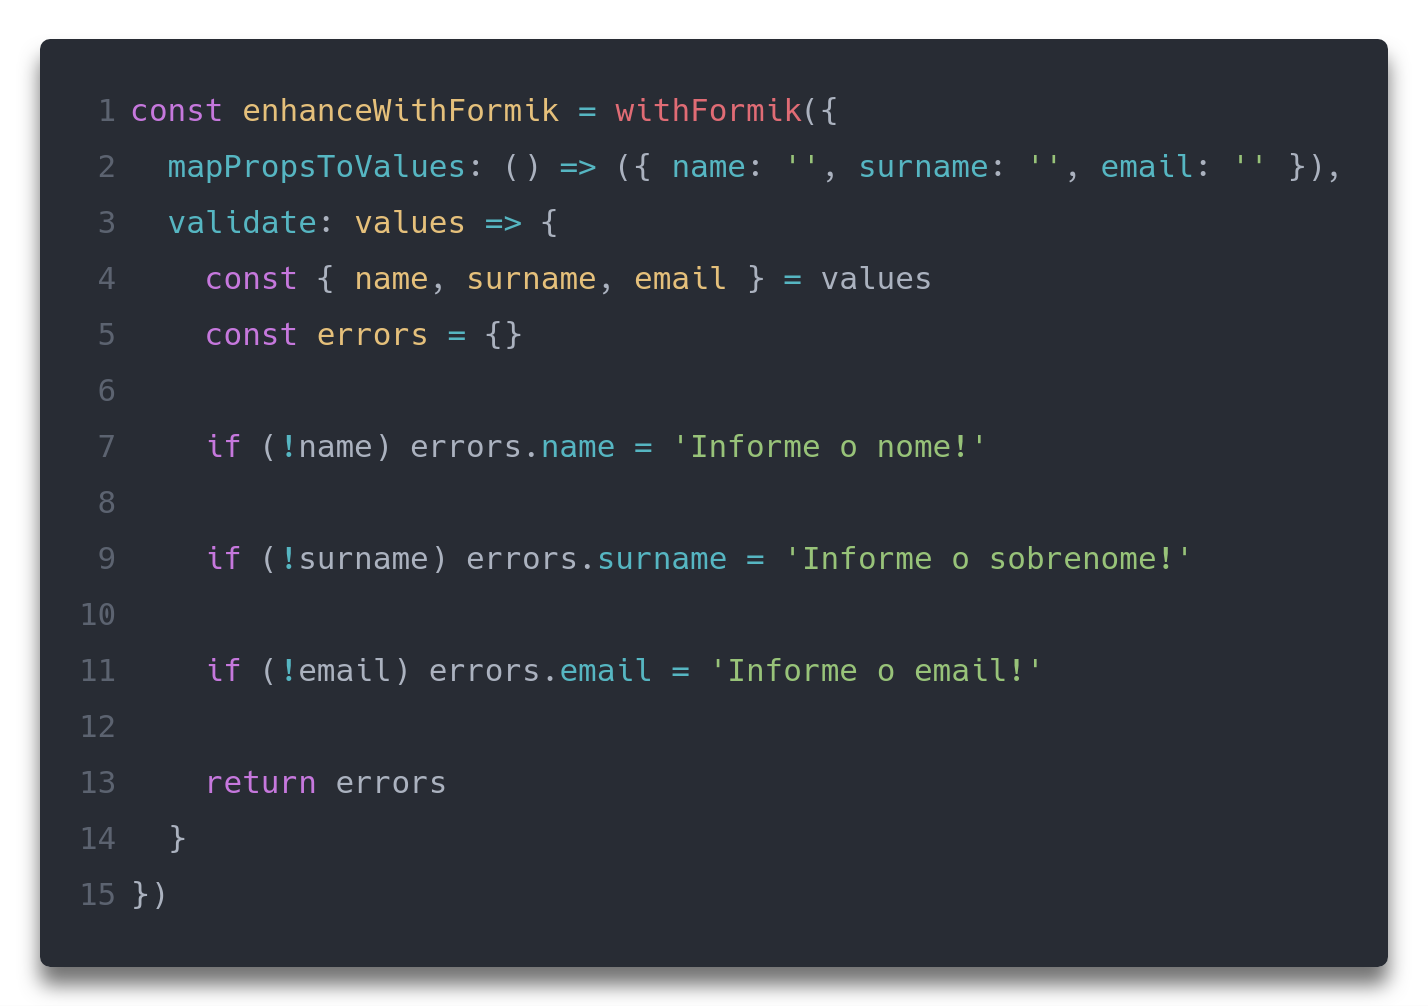 1 const enhanceWithFormik = withFormik({
2   mapPropsToValues: () => ({ name: '', surname: '', email: '' }),
3   validate: values => {
4     const { name, surname, email } = values
5     const errors = {}
6
7     if (!name) errors.name = 'Informe o nome!'
8
9     if (!surname) errors.surname = 'Informe o sobrenome!'
10
11     if (!email) errors.email = 'Informe o email!'
12
13     return errors
14   }
15 })